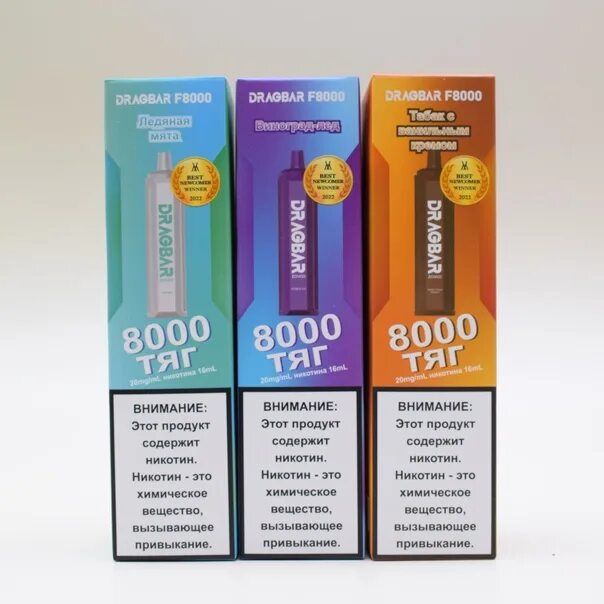 DRAGBAR F8000
Ледяная
мята
BEST
NEWCOMER
WINNER
2022
DRAGBAR
8000
ТЯГ
20mg/mL никотина 16mL
ВНИМАНИЕ:
Этот продукт
содержит
никотин.
Никотин - это
химическое
вещество,
вызывающее
привыкание.
DRAGBAR F8000
Виноград-лед
BEST
NEWCOMER
WINNER
2022
DRAGBAR
8000
ТЯГ
20mg/mL никотина 16mL
ВНИМАНИЕ:
Этот продукт
содержит
никотин.
Никотин - это
химическое
вещество,
вызывающее
привыкание.
DRAGBAR F8000
Табак с
ванильным
кремом
BEST
NEWCOMER
WINNER
2022
DRAGBAR
8000
ТЯГ
20mg/mL никотина 16mL
ВНИМАНИЕ:
Этот продукт
содержит
никотин.
Никотин - это
химическое
вещество,
вызывающее
привыкание.